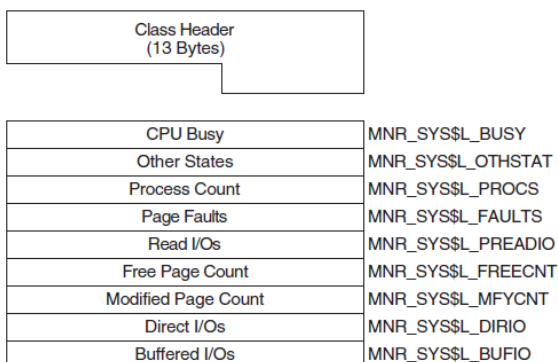 Class Header
(13 Bytes)
CPU Busy MNR_SYS$L_BUSY
Other States MNR_SYS$L_OTHSTAT
Process Count MNR_SYS$L_PROCS
Page Faults MNR_SYS$L_FAULTS
Read I/Os MNR_SYS$L_PREADIO
Free Page Count MNR_SYS$L_FREECNT
Modified Page Count MNR_SYS$L_MFYCNT
Direct I/Os MNR_SYS$L_DIRIO
Buffered I/Os MNR_SYS$L_BUFIO